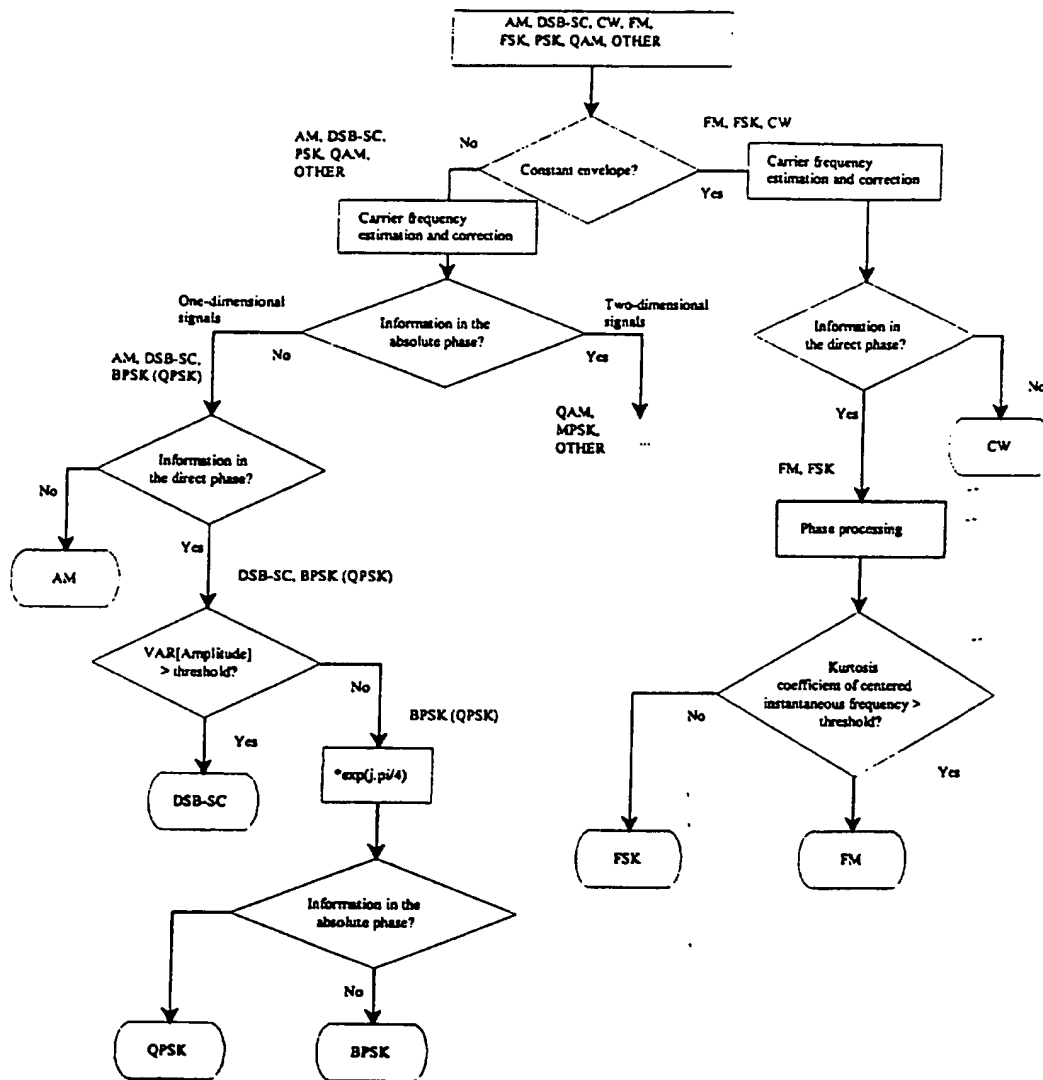 AM, DSB-SC, CW, FM,
FSK, PSK, QAM, OTHER
AM, DSB-SC,
PSK, QAM,
OTHER
No
Constant envelope?
FM, FSK, CW
Yes
Carrier frequency
estimation and correction
Carrier frequency
estimation and correction
One-dimensional
signals
No
Information in the
absolute phase?
Two-dimensional
signals
Yes
Information in
the direct phase?
No
Yes
CW
AM, DSB-SC,
BPSK (QPSK)
QAM,
MPSK,
OTHER
...
Information in
the direct phase?
No
Yes
AM
FM, FSK
Phase processing
DSB-SC, BPSK (QPSK)
VAR[Amplitude]
> threshold?
No
Yes
DSB-SC
BPSK (QPSK)
*exp(j.pi/4)
Kurtosis
coefficient of centered
instantaneous frequency >
threshold?
No
Yes
FSK
FM
Information in the
absolute phase?
No
QPSK
BPSK